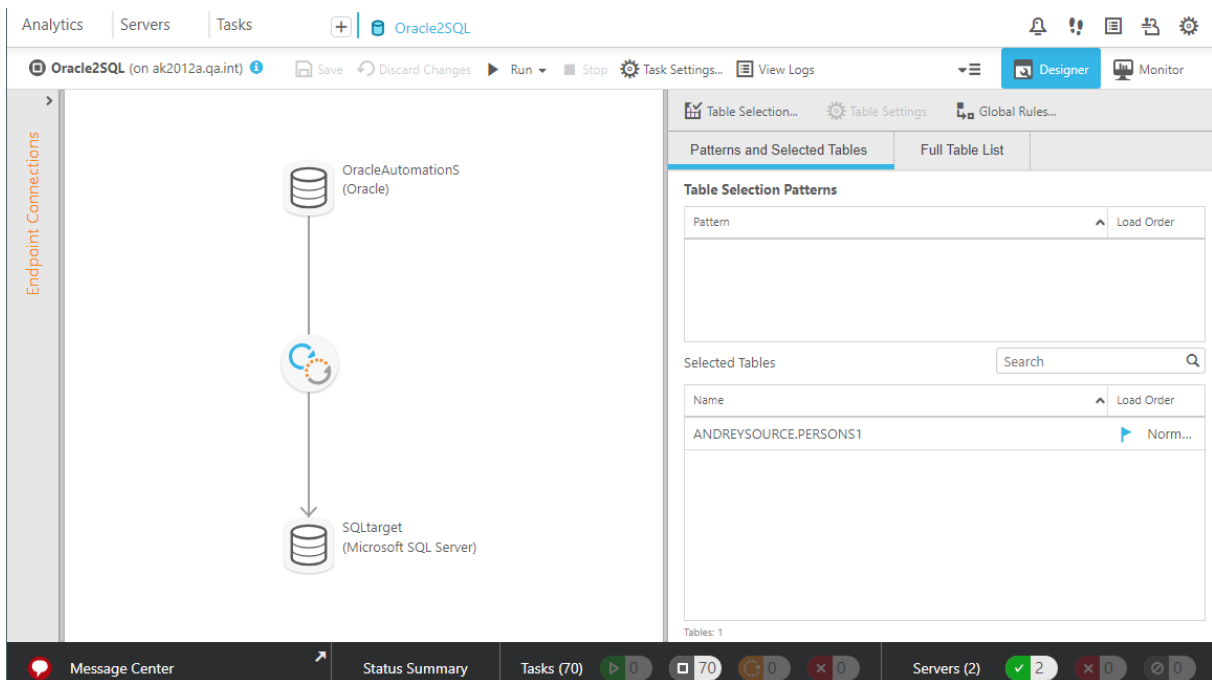 Analytics Servers Tasks + Oracle2SQL
Oracle2SQL (on ak2012a.qa.int) i Save Discard Changes Run Stop Task Settings... View Logs Designer Monitor
Endpoint Connections
OracleAutomationS
(Oracle)
SQLtarget
(Microsoft SQL Server)
Table Selection... Table Settings Global Rules...
Patterns and Selected Tables Full Table List
Table Selection Patterns
Pattern Load Order
Selected Tables Search
Name Load Order
ANDREYSOURCE.PERSONS1 Norm...
Tables: 1
Message Center Status Summary Tasks (70) 0 70 0 0 Servers (2) 2 0 0